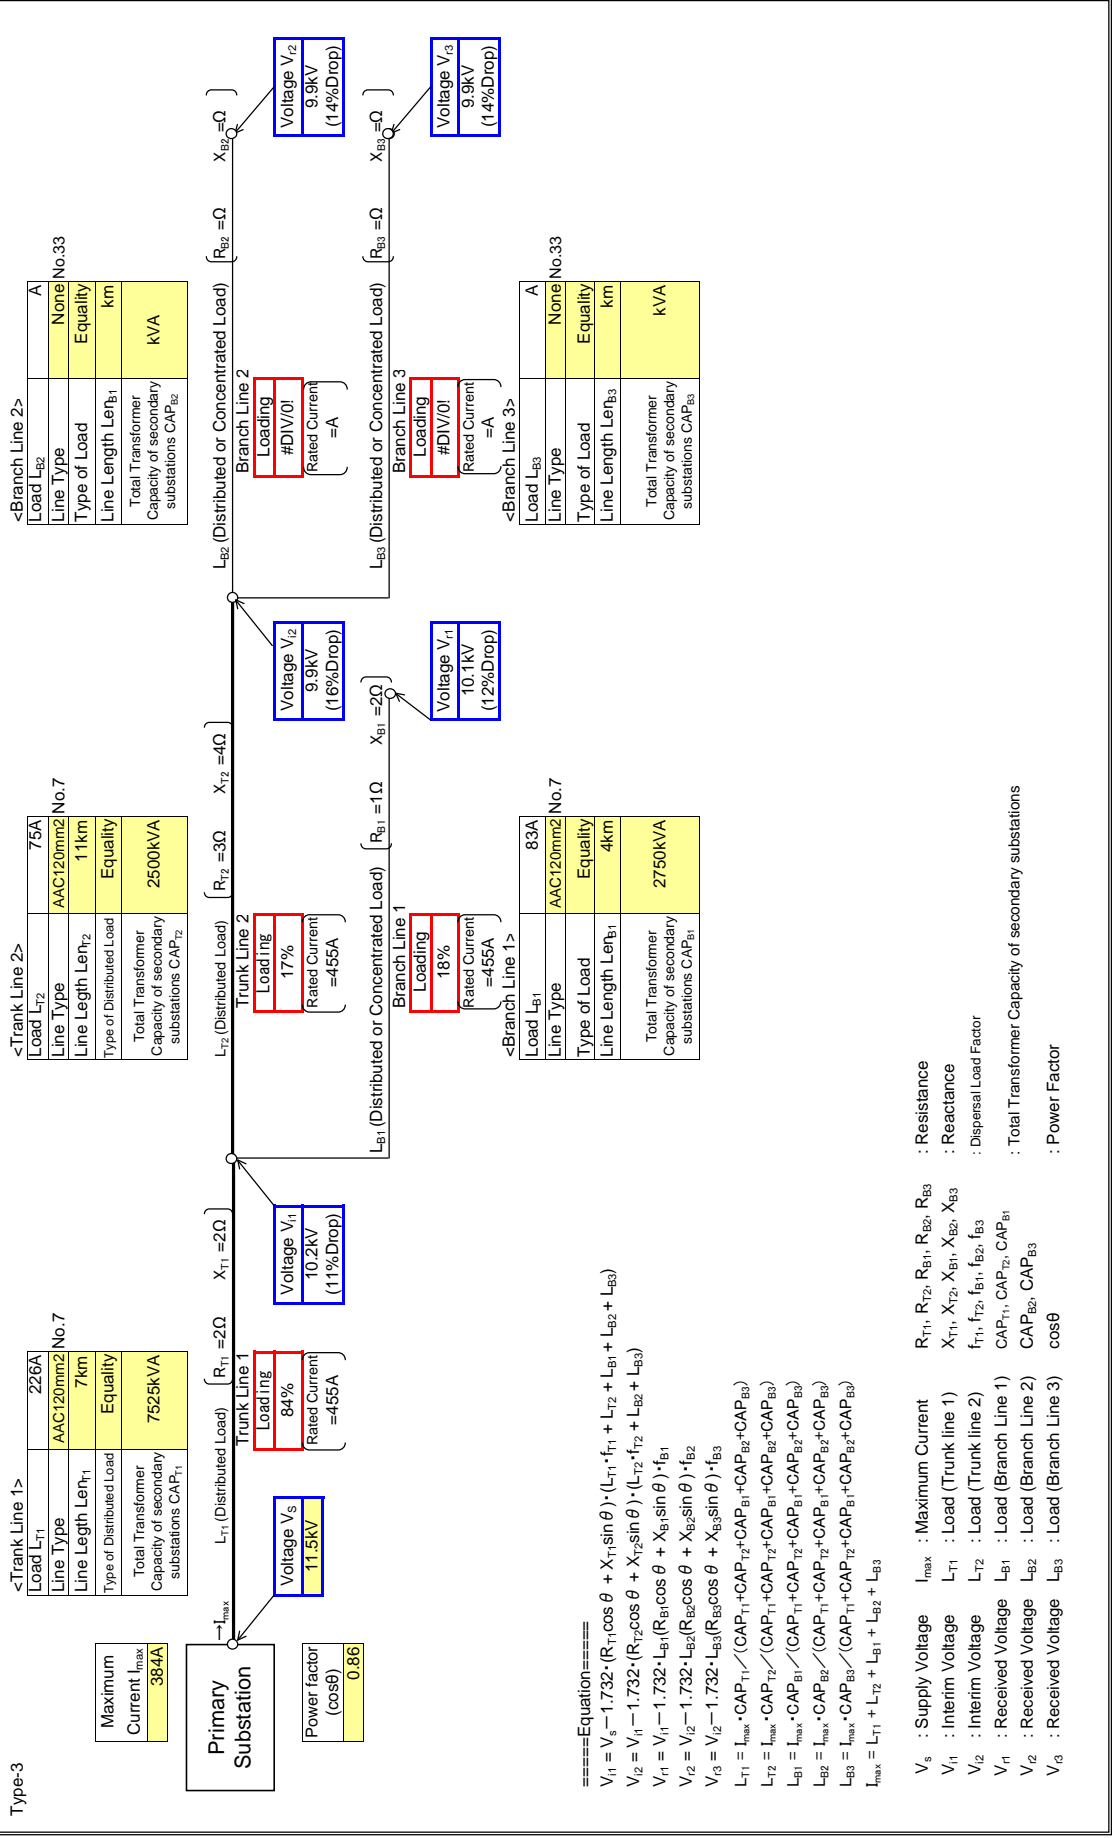 Type-3
Maximum
Current Imax
384A
Primary
Substation
Power factor
(cosθ)
0.86
→Imax
Voltage VS
11.5kV
<Trank Line 1>
Load LT1 226A
Line Type AAC120mm2 No.7
Line Length LenT1 7km
Type of Distributed Load Equality
Total Transformer
Capacity of secondary
substations CAPT1
7525kVA
LT1 (Distributed Load)
RT1 =2Ω XT1 =2Ω
Trunk Line 1
Loading
84%
Rated Current
=455A
Voltage Vi1
10.2kV
(11%Drop)
<Trank Line 2>
Load LT2 75A
Line Type AAC120mm2 No.7
Line Legth LenT2 11km
Type of Distributed Load Equality
Total Transformer
Capacity of secondary
substations CAPT2
2500kVA
LT2 (Distributed Load)
RT2 =3Ω XT2 =4Ω
Trunk Line 2
Loading
17%
Rated Current
=455A
Voltage Vi2
9.9kV
(16%Drop)
LB1 (Distributed or Concentrated Load)
RB1 =1Ω XB1 =2Ω
Branch Line 1
Loading
18%
Rated Current
=455A
Voltage Vr1
10.1kV
(12%Drop)
<Branch Line 1>
Load LB1 83A
Line Type AAC120mm2 No.7
Type of Load Equality
Line Length LenB1 4km
Total Transformer
Capacity of secondary
substations CAPB1
2750kVA
<Branch Line 2>
Load LB2 A
Line Type None No.33
Type of Load Equality
Line Length LenB1 km
Total Transformer
Capacity of secondary
substations CAPB2
kVA
LB2 (Distributed or Concentrated Load)
RB2 =Ω XB2 =Ω
Branch Line 2
Loading
#DIV/0!
Rated Current
=A
Voltage Vr2
9.9kV
(14%Drop)
LB3 (Distributed or Concentrated Load)
RB3 =Ω XB3 =Ω
Branch Line 3
Loading
#DIV/0!
Rated Current
=A
Voltage Vr3
9.9kV
(14%Drop)
<Branch Line 3>
Load LB3 A
Line Type None No.33
Type of Load Equality
Line Length LenB3 km
Total Transformer
Capacity of secondary
substations CAPB3
kVA
=====Equation=====
Vi1 = Vs−1.732・(RT1cos θ + XT1sin θ)・(LT1・fT1 + LT2 + LB1 + LB2 + LB3)
Vi2 = Vi1−1.732・(RT2cos θ + XT2sin θ)・(LT2・fT2 + LB2 + LB3)
Vr1 = Vi1−1.732・LB1(RB1cos θ + XB1sin θ)・fB1
Vr2 = Vi2−1.732・LB2(RB2cos θ + XB2sin θ)・fB2
Vr3 = Vi2−1.732・LB3(RB3cos θ + XB3sin θ)・fB3
LT1 = Imax・CAPT1／(CAPT1+CAPT2+CAPB1+CAPB2+CAPB3)
LT2 = Imax・CAPT2／(CAPT1+CAPT2+CAPB1+CAPB2+CAPB3)
LB1 = Imax・CAPB1／(CAPT1+CAPT2+CAPB1+CAPB2+CAPB3)
LB2 = Imax・CAPB2／(CAPT1+CAPT2+CAPB1+CAPB2+CAPB3)
LB3 = Imax・CAPB3／(CAPT1+CAPT2+CAPB1+CAPB2+CAPB3)
Imax = LT1 + LT2 + LB1 + LB2 + LB3
Vs : Supply Voltage Imax : Maximum Current RT1, RT2, RB1, RB2, RB3 : Resistance
Vi1 : Interim Voltage LT1 : Load (Trunk line 1) XT1, XT2, XB1, XB2, XB3 : Reactance
Vi2 : Interim Voltage LT2 : Load (Trunk line 2) fT1, fT2, fB1, fB2, fB3 : Dispersal Load Factor
Vr1 : Received Voltage LB1 : Load (Branch Line 1) CAPT1, CAPT2, CAPB1 : Total Transformer Capacity of secondary substations
Vr2 : Received Voltage LB2 : Load (Branch Line 2) CAPB2, CAPB3
Vr3 : Received Voltage LB3 : Load (Branch Line 3) cosθ : Power Factor